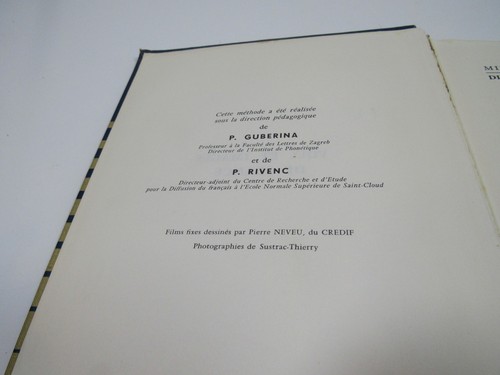 Cette méthode a été réalisée
sous la direction pédagogique
de
P. GUBERINA
Professeur à la Faculté des Lettres de Zagreb
Directeur de l'Institut de Phonétique
et de
P. RIVENC
Directeur-adjoint du Centre de Recherche et d'Etude
pour la Diffusion du français à l'Ecole Normale Supérieure de Saint-Cloud
Films fixes dessinés par Pierre NEVEU, du CREDIF
Photographies de Sustrac-Thierry